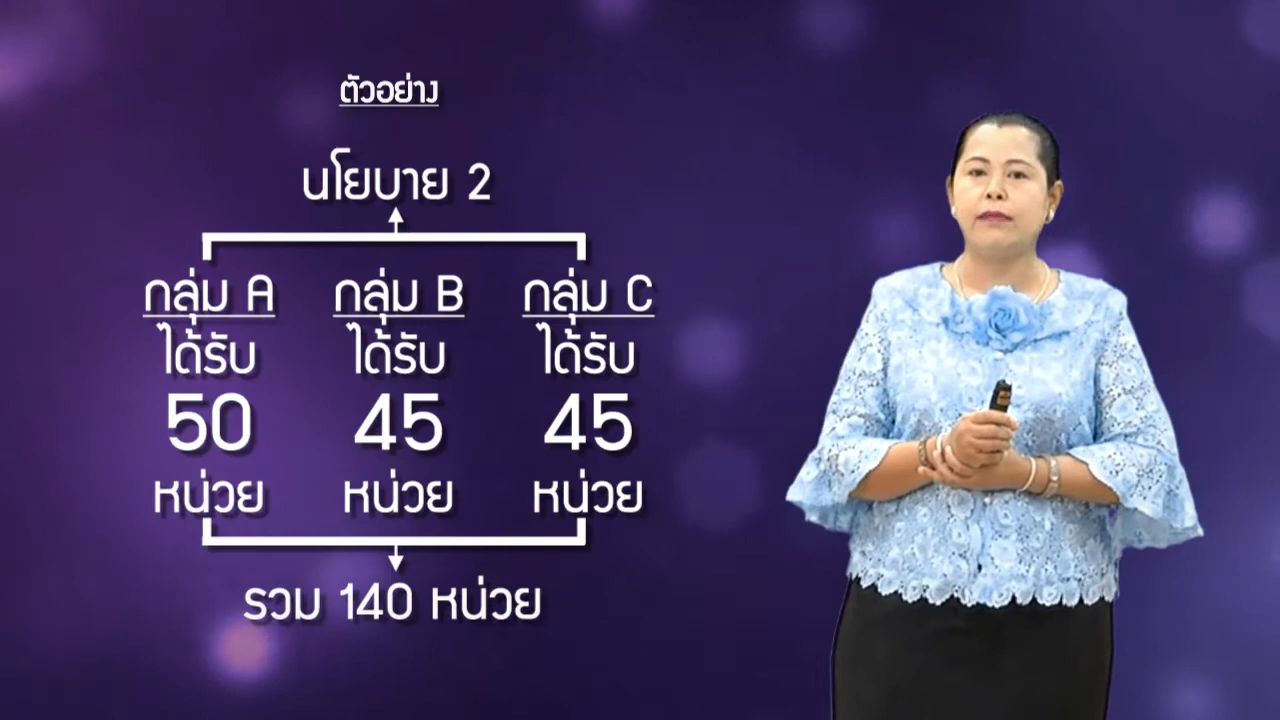 ตัวอย่าง
นโยบาย 2
กลุ่ม A กลุ่ม B กลุ่ม C
ได้รับ ได้รับ ได้รับ
50 45 45
หน่วย หน่วย หน่วย
รวม 140 หน่วย